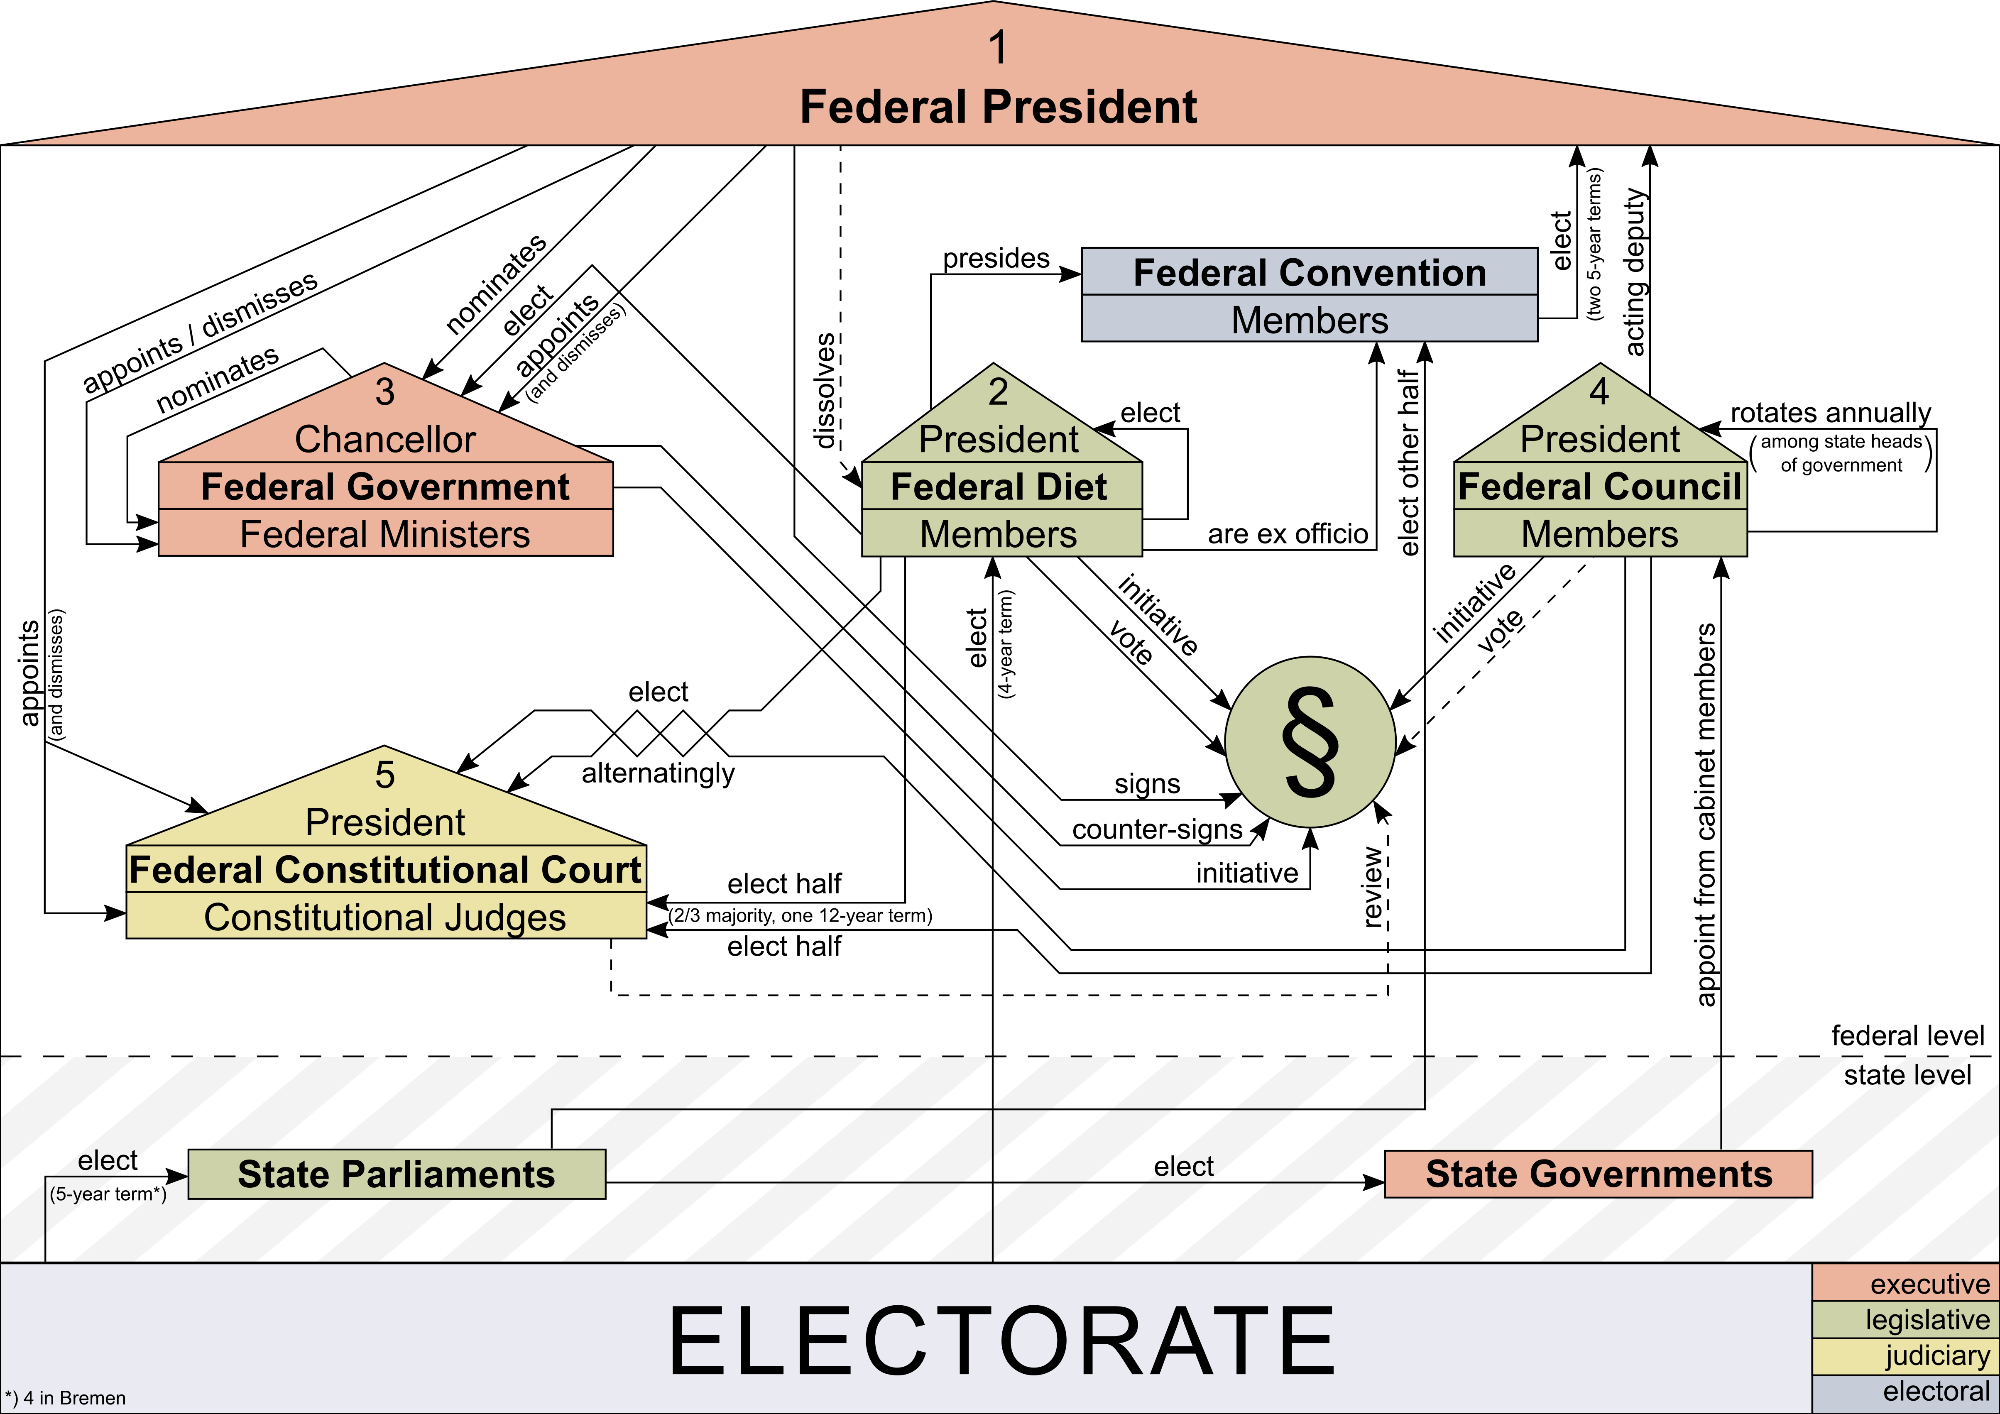 1
Federal President
presides
Federal Convention
Members
elect
(two 5-year terms)
acting deputy
nominates
elect
appoints
(and dismisses)
appoints / dismisses
nominates
dissolves
3
Chancellor
Federal Government
Federal Ministers
2
President
Federal Diet
Members
elect
are ex officio
elect other half
4
President
Federal Council
Members
rotates annually
(among state heads
of government)
appoints
(and dismisses)
elect
(4-year term)
initiative
vote
initiative
vote
§
elect
alternatingly
signs
counter-signs
initiative
review
appoint from cabinet members
5
President
Federal Constitutional Court
Constitutional Judges
elect half
(2/3 majority, one 12-year term)
elect half
federal level
state level
elect
(5-year term*)
State Parliaments
elect
State Governments
ELECTORATE
*) 4 in Bremen
executive
legislative
judiciary
electoral